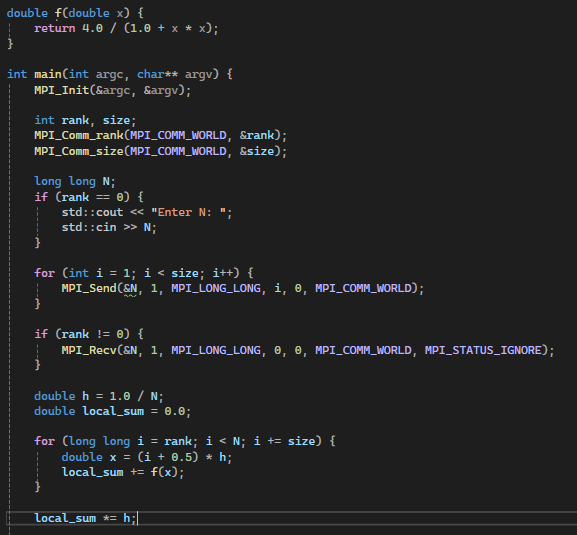 double f(double x) {
    return 4.0 / (1.0 + x * x);
}
int main(int argc, char** argv) {
    MPI_Init(&argc, &argv);
    int rank, size;
    MPI_Comm_rank(MPI_COMM_WORLD, &rank);
    MPI_Comm_size(MPI_COMM_WORLD, &size);
    long long N;
    if (rank == 0) {
        std::cout << "Enter N: ";
        std::cin >> N;
    }
    for (int i = 1; i < size; i++) {
        MPI_Send(&N, 1, MPI_LONG_LONG, i, 0, MPI_COMM_WORLD);
    }
    if (rank != 0) {
        MPI_Recv(&N, 1, MPI_LONG_LONG, 0, 0, MPI_COMM_WORLD, MPI_STATUS_IGNORE);
    }
    double h = 1.0 / N;
    double local_sum = 0.0;
    for (long long i = rank; i < N; i += size) {
        double x = (i + 0.5) * h;
        local_sum += f(x);
    }
    local_sum *= h;